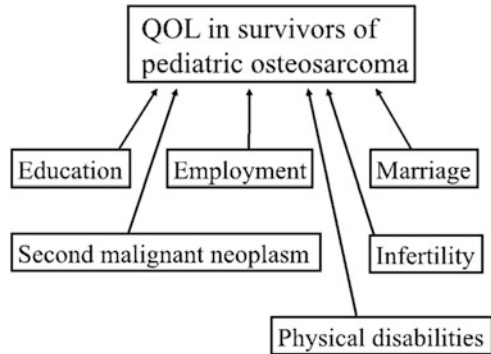 QOL in survivors of
pediatric osteosarcoma
Education
Employment
Marriage
Second malignant neoplasm
Infertility
Physical disabilities